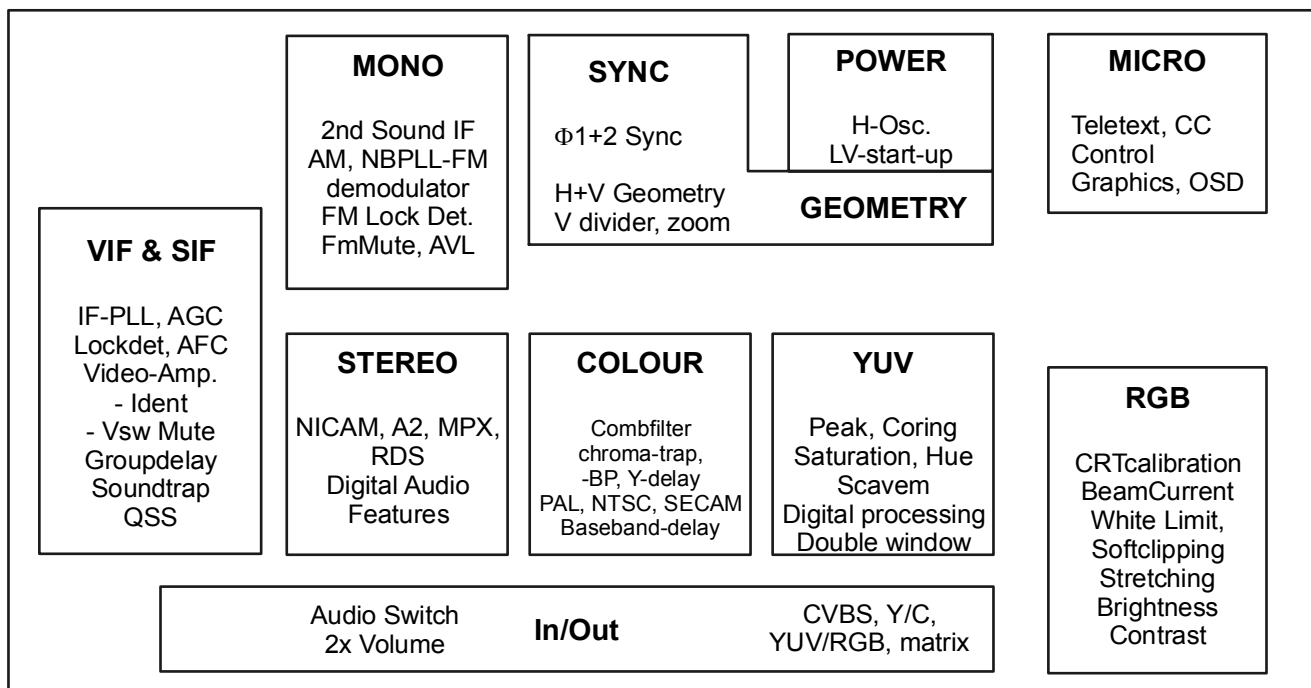 MONO
2nd Sound IF
AM, NBPLL-FM
demodulator
FM Lock Det.
FmMute, AVL
SYNC
Φ1+2 Sync
H+V Geometry
V divider, zoom
GEOMETRY
POWER
H-Osc.
LV-start-up
MICRO
Teletext, CC
Control
Graphics, OSD
VIF & SIF
IF-PLL, AGC
Lockdet, AFC
Video-Amp.
- Ident
- Vsw Mute
Groupdelay
Soundtrap
QSS
STEREO
NICAM, A2, MPX,
RDS
Digital Audio
Features
COLOUR
Combfilter
chroma-trap,
-BP, Y-delay
PAL, NTSC, SECAM
Baseband-delay
YUV
Peak, Coring
Saturation, Hue
Scavem
Digital processing
Double window
RGB
CRTcalibration
BeamCurrent
White Limit,
Softclipping
Stretching
Brightness
Contrast
Audio Switch
2x Volume
In/Out
CVBS, Y/C,
YUV/RGB, matrix